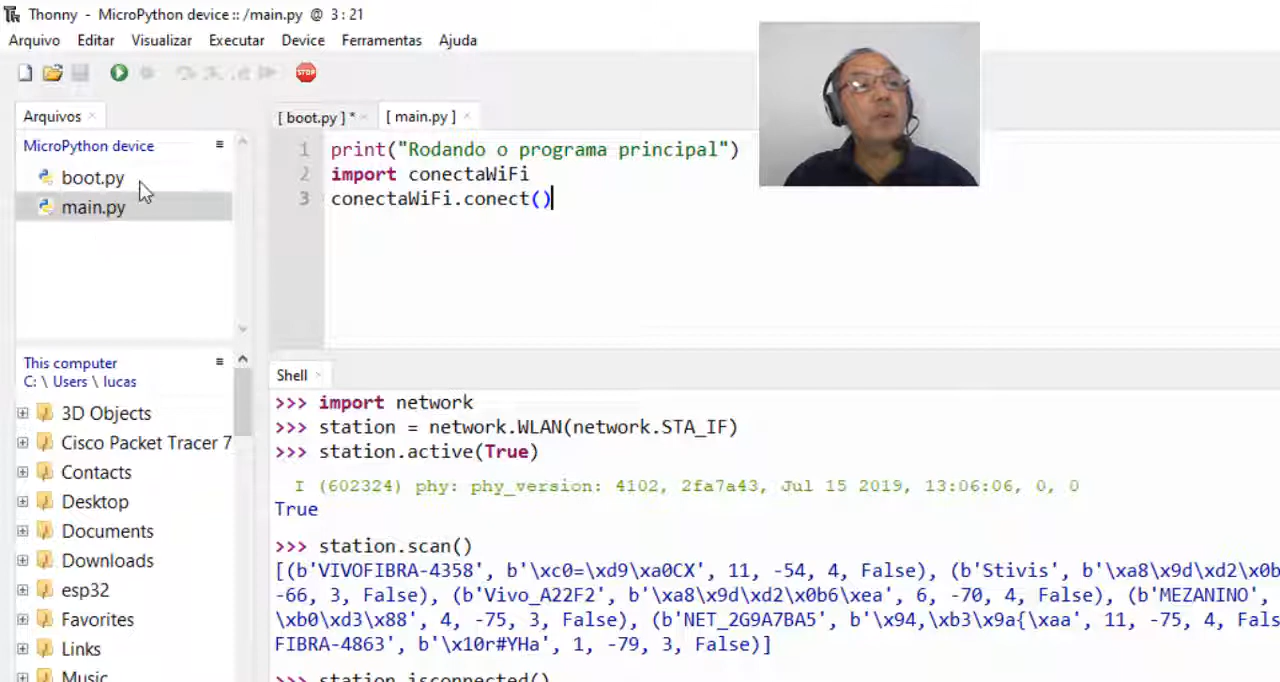 Thonny - MicroPython device :: /main.py @ 3 : 21
Arquivo Editar Visualizar Executar Device Ferramentas Ajuda
STOP
Arquivos ×
[ boot.py ] * ×
[ main.py ] ×
MicroPython device ≡
boot.py
main.py
1 print("Rodando o programa principal")
2 import conectaWiFi
3 conectaWiFi.conect()
This computer ≡
C: \ Users \ lucas
3D Objects
Cisco Packet Tracer 7
Contacts
Desktop
Documents
Downloads
esp32
Favorites
Links
Music
Shell ×
>>> import network
>>> station = network.WLAN(network.STA_IF)
>>> station.active(True)
I (602324) phy: phy_version: 4102, 2fa7a43, Jul 15 2019, 13:06:06, 0, 0
True
>>> station.scan()
[(b'VIVOFIBRA-4358', b'\xc0=\xd9\xa0CX', 11, -54, 4, False), (b'Stivis', b'\xa8\x9d\xd2\x0b
-66, 3, False), (b'Vivo_A22F2', b'\xa8\x9d\xd2\x0b6\xea', 6, -70, 4, False), (b'MEZANINO',
\xb0\xd3\x88', 4, -75, 3, False), (b'NET_2G9A7BA5', b'\x94,\xb3\x9a{\xaa', 11, -75, 4, Fals
FIBRA-4863', b'\x10r#YHa', 1, -79, 3, False)]
>>> station.isconnected()